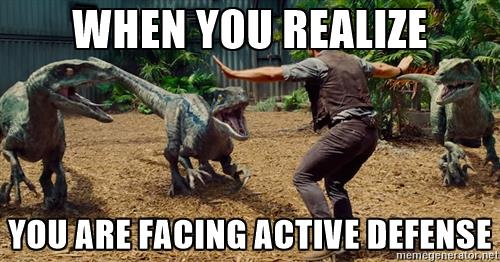 WHEN YOU REALIZE
YOU ARE FACING ACTIVE DEFENSE
memegenerator.net